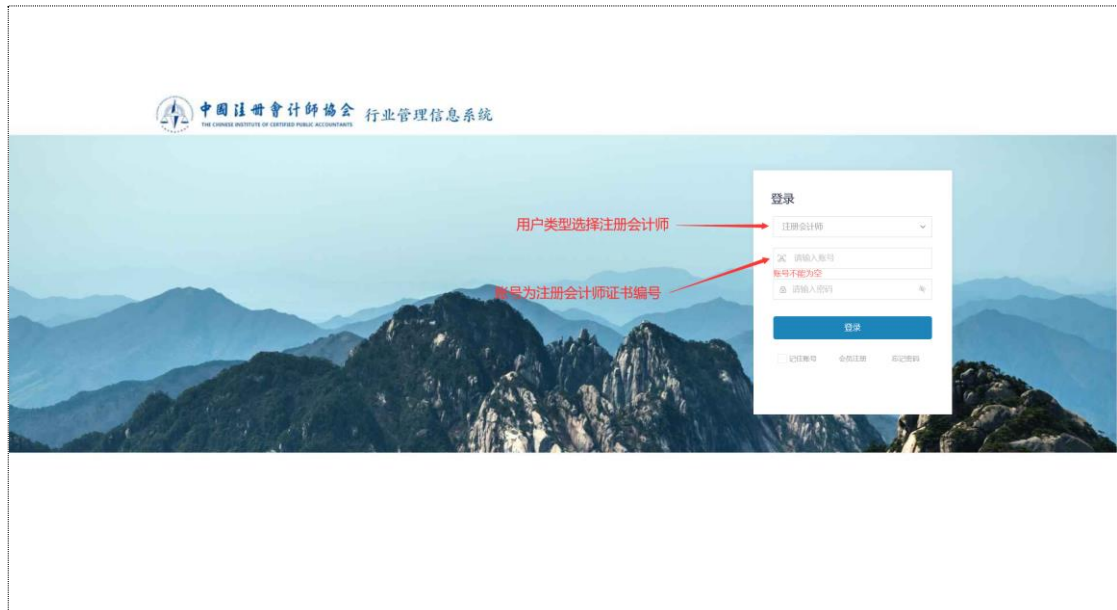 中国注册會计師協会 行业管理信息系统
THE CHINESE INSTITUTE OF CERTIFIED PUBLIC ACCOUNTANTS
登录
用户类型选择注册会计师
注册会计师
请输入账号
账号不能为空
账号为注册会计师证书编号
请输入密码
登录
记住账号 会员注册 忘记密码